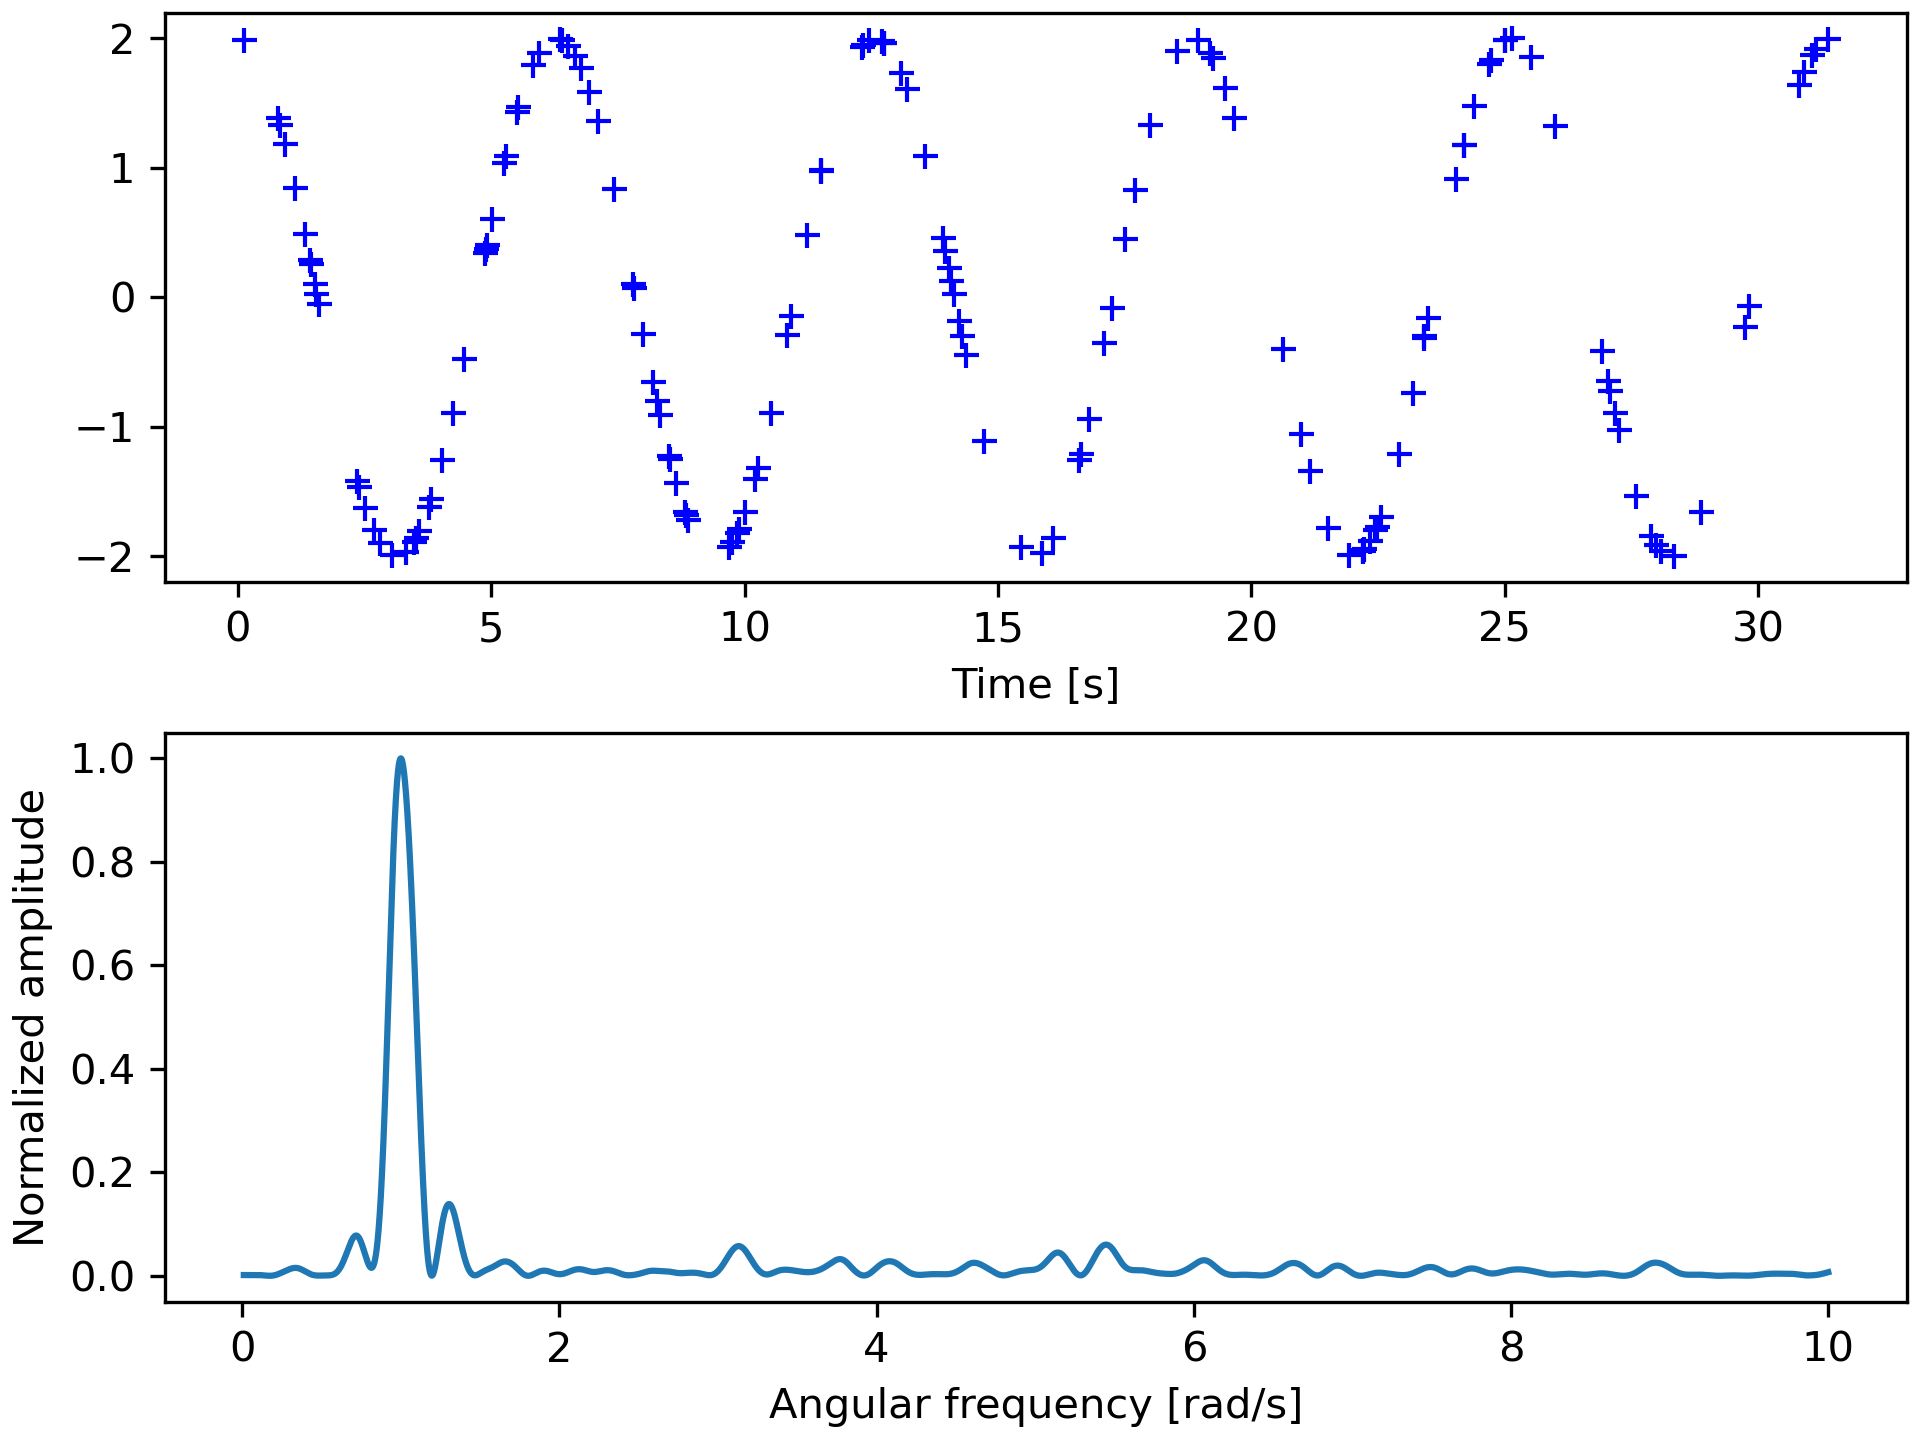 2
1
0
−1
−2
0 5 10 15 20 25 30
Time [s]
1.0
0.8
0.6
0.4
0.2
0.0
Normalized amplitude
0 2 4 6 8 10
Angular frequency [rad/s]